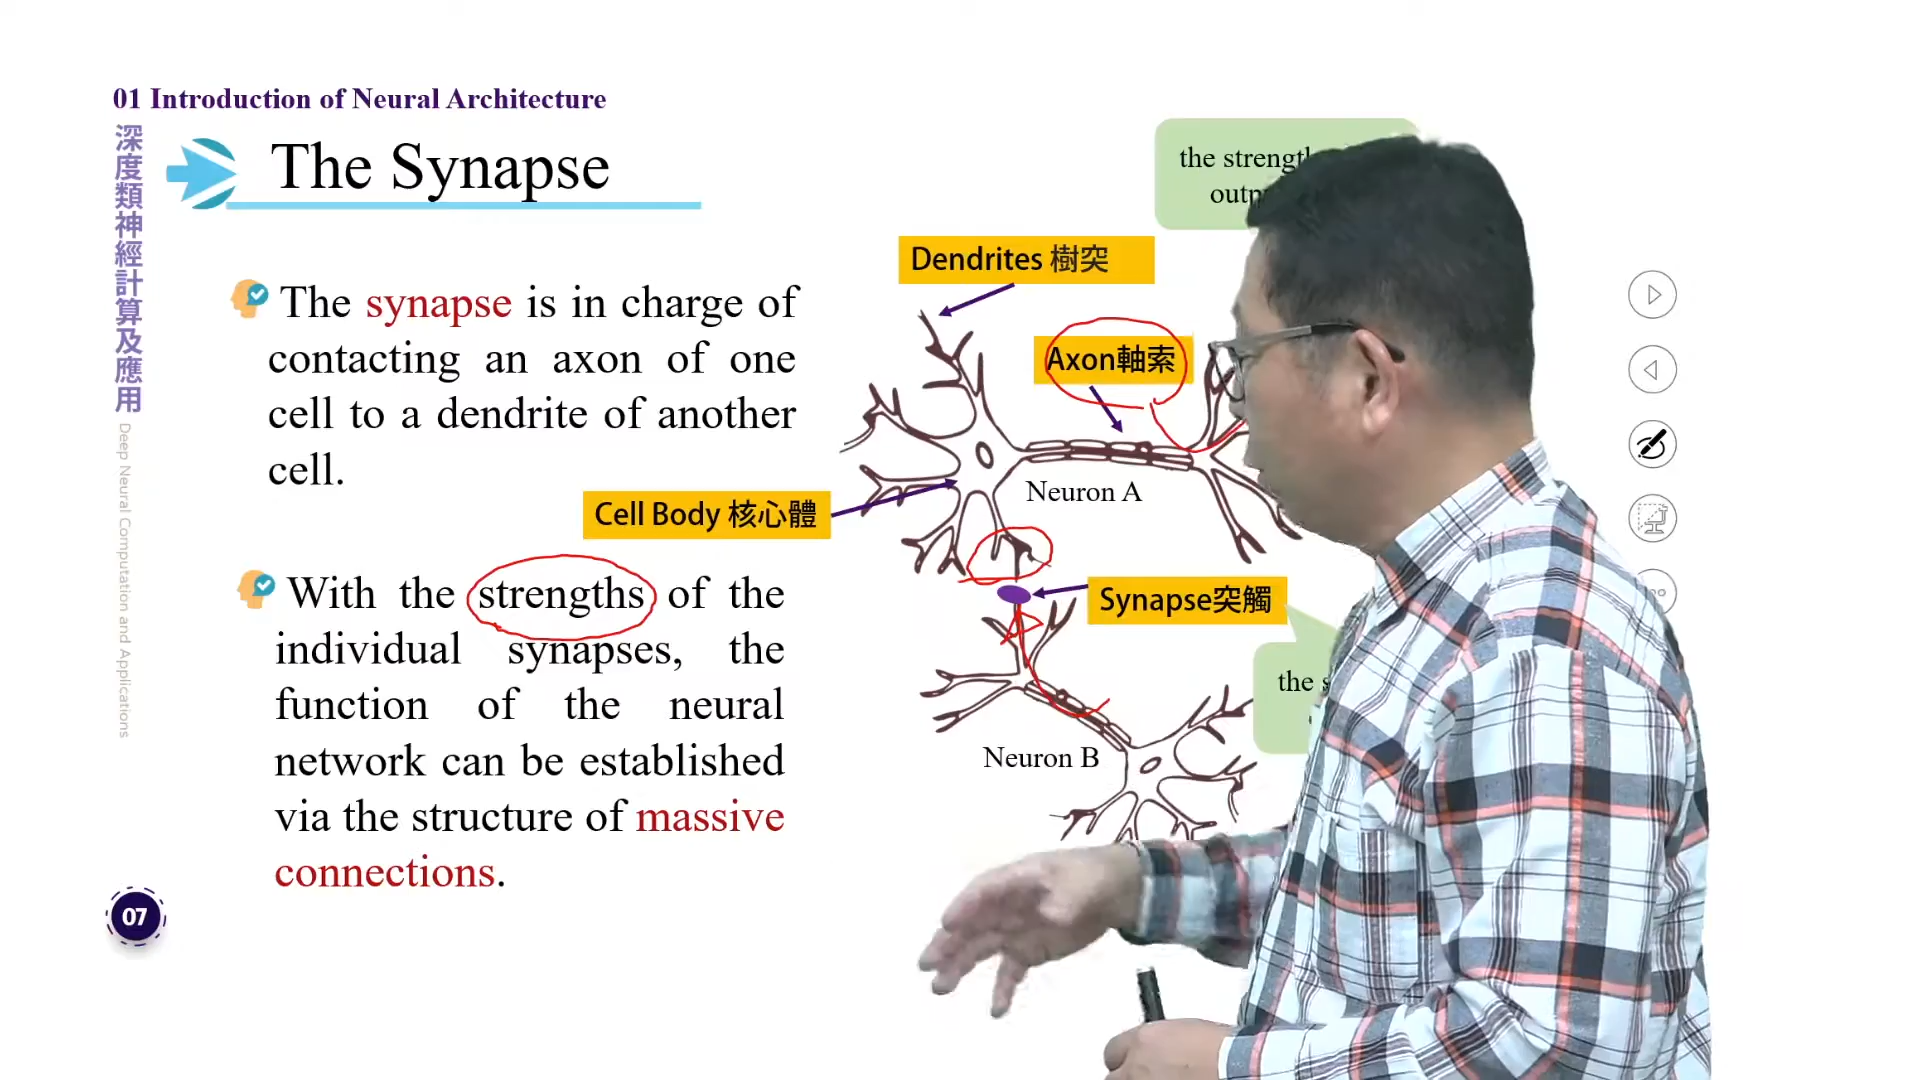 01 Introduction of Neural Architecture
深度類神經計算及應用
Deep Neural Computation and Applications
The Synapse
The synapse is in charge of
contacting an axon of one
cell to a dendrite of another
cell.
With the strengths of the
individual synapses, the
function of the neural
network can be established
via the structure of massive
connections.
07
the
Dendrites 樹突
Axon軸索
Neuron A
Cell Body 核心體
Synapse突觸
the
Neuron B